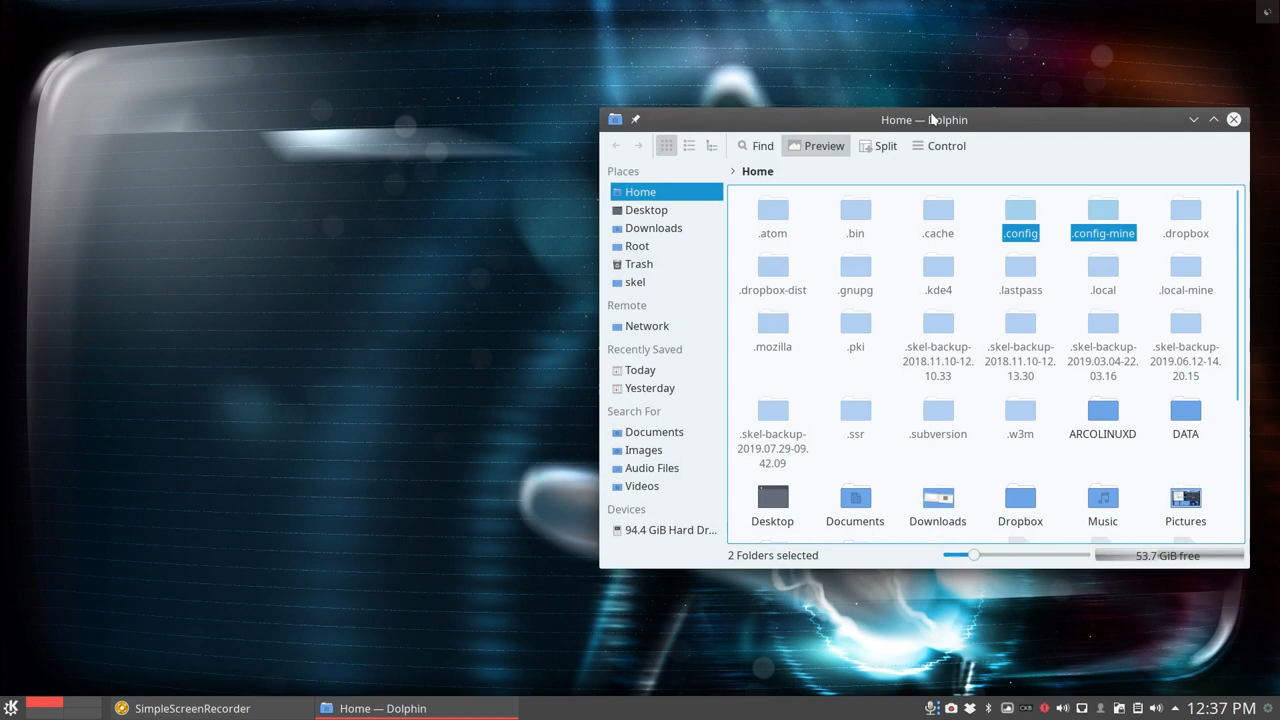 Home — Dolphin
Find Preview Split Control
Places
Home
Desktop
Downloads
Root
Trash
skel
Remote
Network
Recently Saved
Today
Yesterday
Search For
Documents
Images
Audio Files
Videos
Devices
94.4 GiB Hard Dr...
Home
.atom .bin .cache .config .config-mine .dropbox
.dropbox-dist .gnupg .kde4 .lastpass .local .local-mine
.mozilla .pki .skel-backup- .skel-backup- .skel-backup- .skel-backup-
2018.11.10-12. 2018.11.10-12. 2019.03.04-22. 2019.06.12-14.
10.33 13.30 03.16 20.15
.skel-backup- .ssr .subversion .w3m ARCOLINUXD DATA
2019.07.29-09.
42.09
Desktop Documents Downloads Dropbox Music Pictures
2 Folders selected 53.7 GiB free
SimpleScreenRecorder Home — Dolphin 12:37 PM